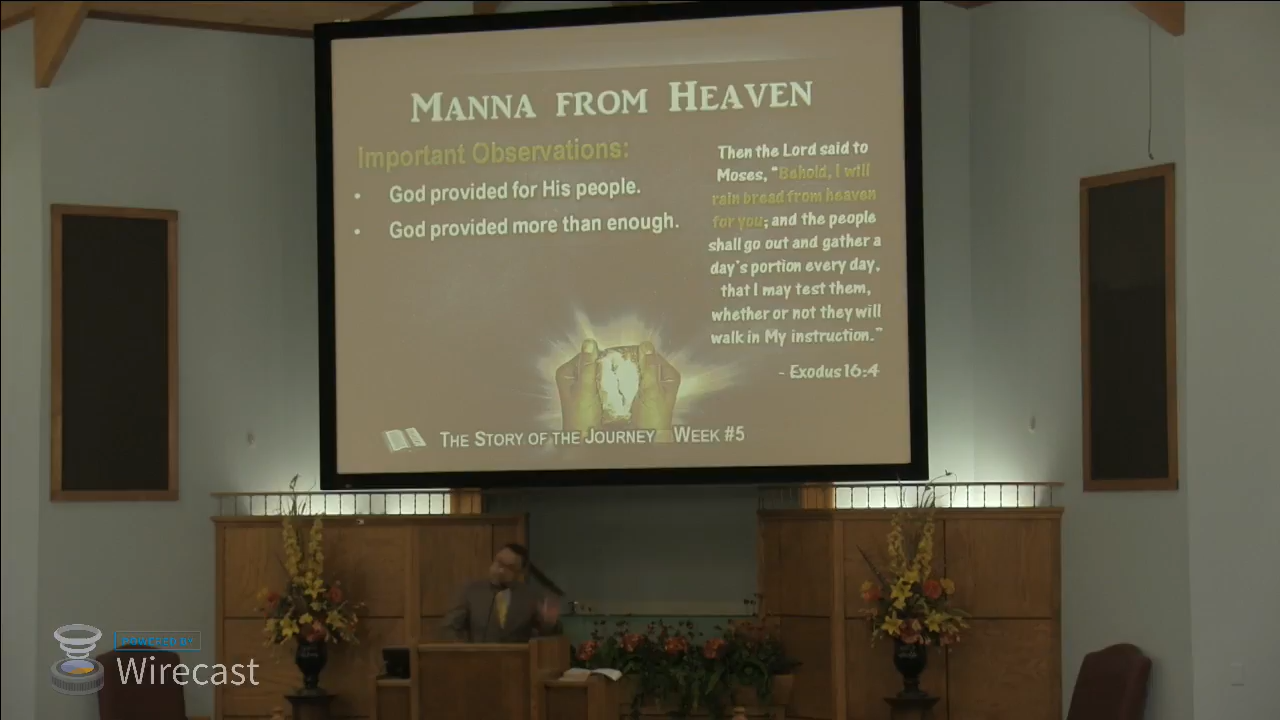 Manna from Heaven
Important Observations:
• God provided for His people.
• God provided more than enough.
Then the Lord said to
Moses, "Behold, I will
rain bread from heaven
for you; and the people
shall go out and gather a
day's portion every day,
that I may test them,
whether or not they will
walk in My instruction."
- Exodus 16:4
The Story of the Journey Week #5
POWERED BY
Wirecast